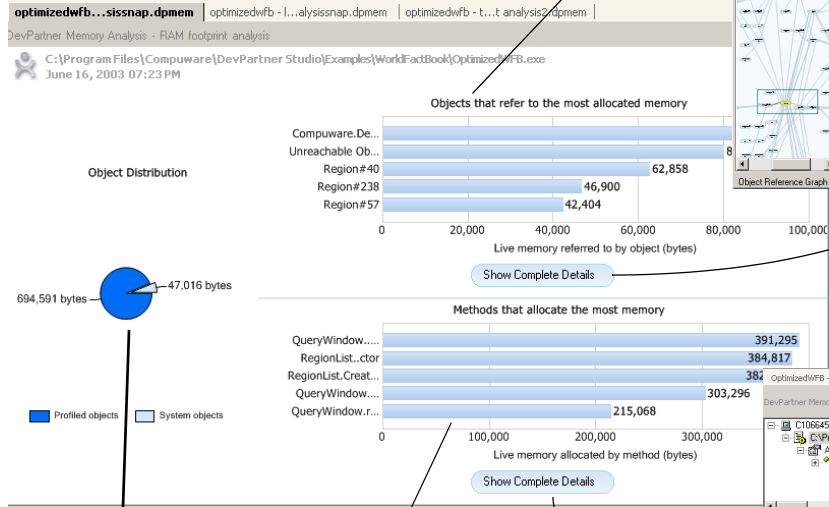 optimizedwfb...sissnap.dpmem
optimizedwfb - l...alysissnap.dpmem
optimizedwfb - t...t analysis2.dpmem
DevPartner Memory Analysis - RAM footprint analysis
C:\Program Files\Compuware\DevPartner Studio\Examples\WorldFactBook\OptimizedWFB.exe
June 16, 2003 07:23 PM
Object Distribution
694,591 bytes
47,016 bytes
Profiled objects
System objects
Objects that refer to the most allocated memory
Compuware.De...
Unreachable Ob...
8
Region#40
62,858
Region#238
46,900
Region#57
42,404
0 20,000 40,000 60,000 80,000 100,000
Live memory referred to by object (bytes)
Show Complete Details
Methods that allocate the most memory
QueryWindow.....
391,295
RegionList..ctor
384,817
RegionList.Creat...
382
QueryWindow....
303,296
QueryWindow.r...
215,068
0 100,000 200,000 300,000
Live memory allocated by method (bytes)
Show Complete Details
Object Reference Graph
OptimizedWFB -
DevPartner Memo
C106645
C:\Pr
A